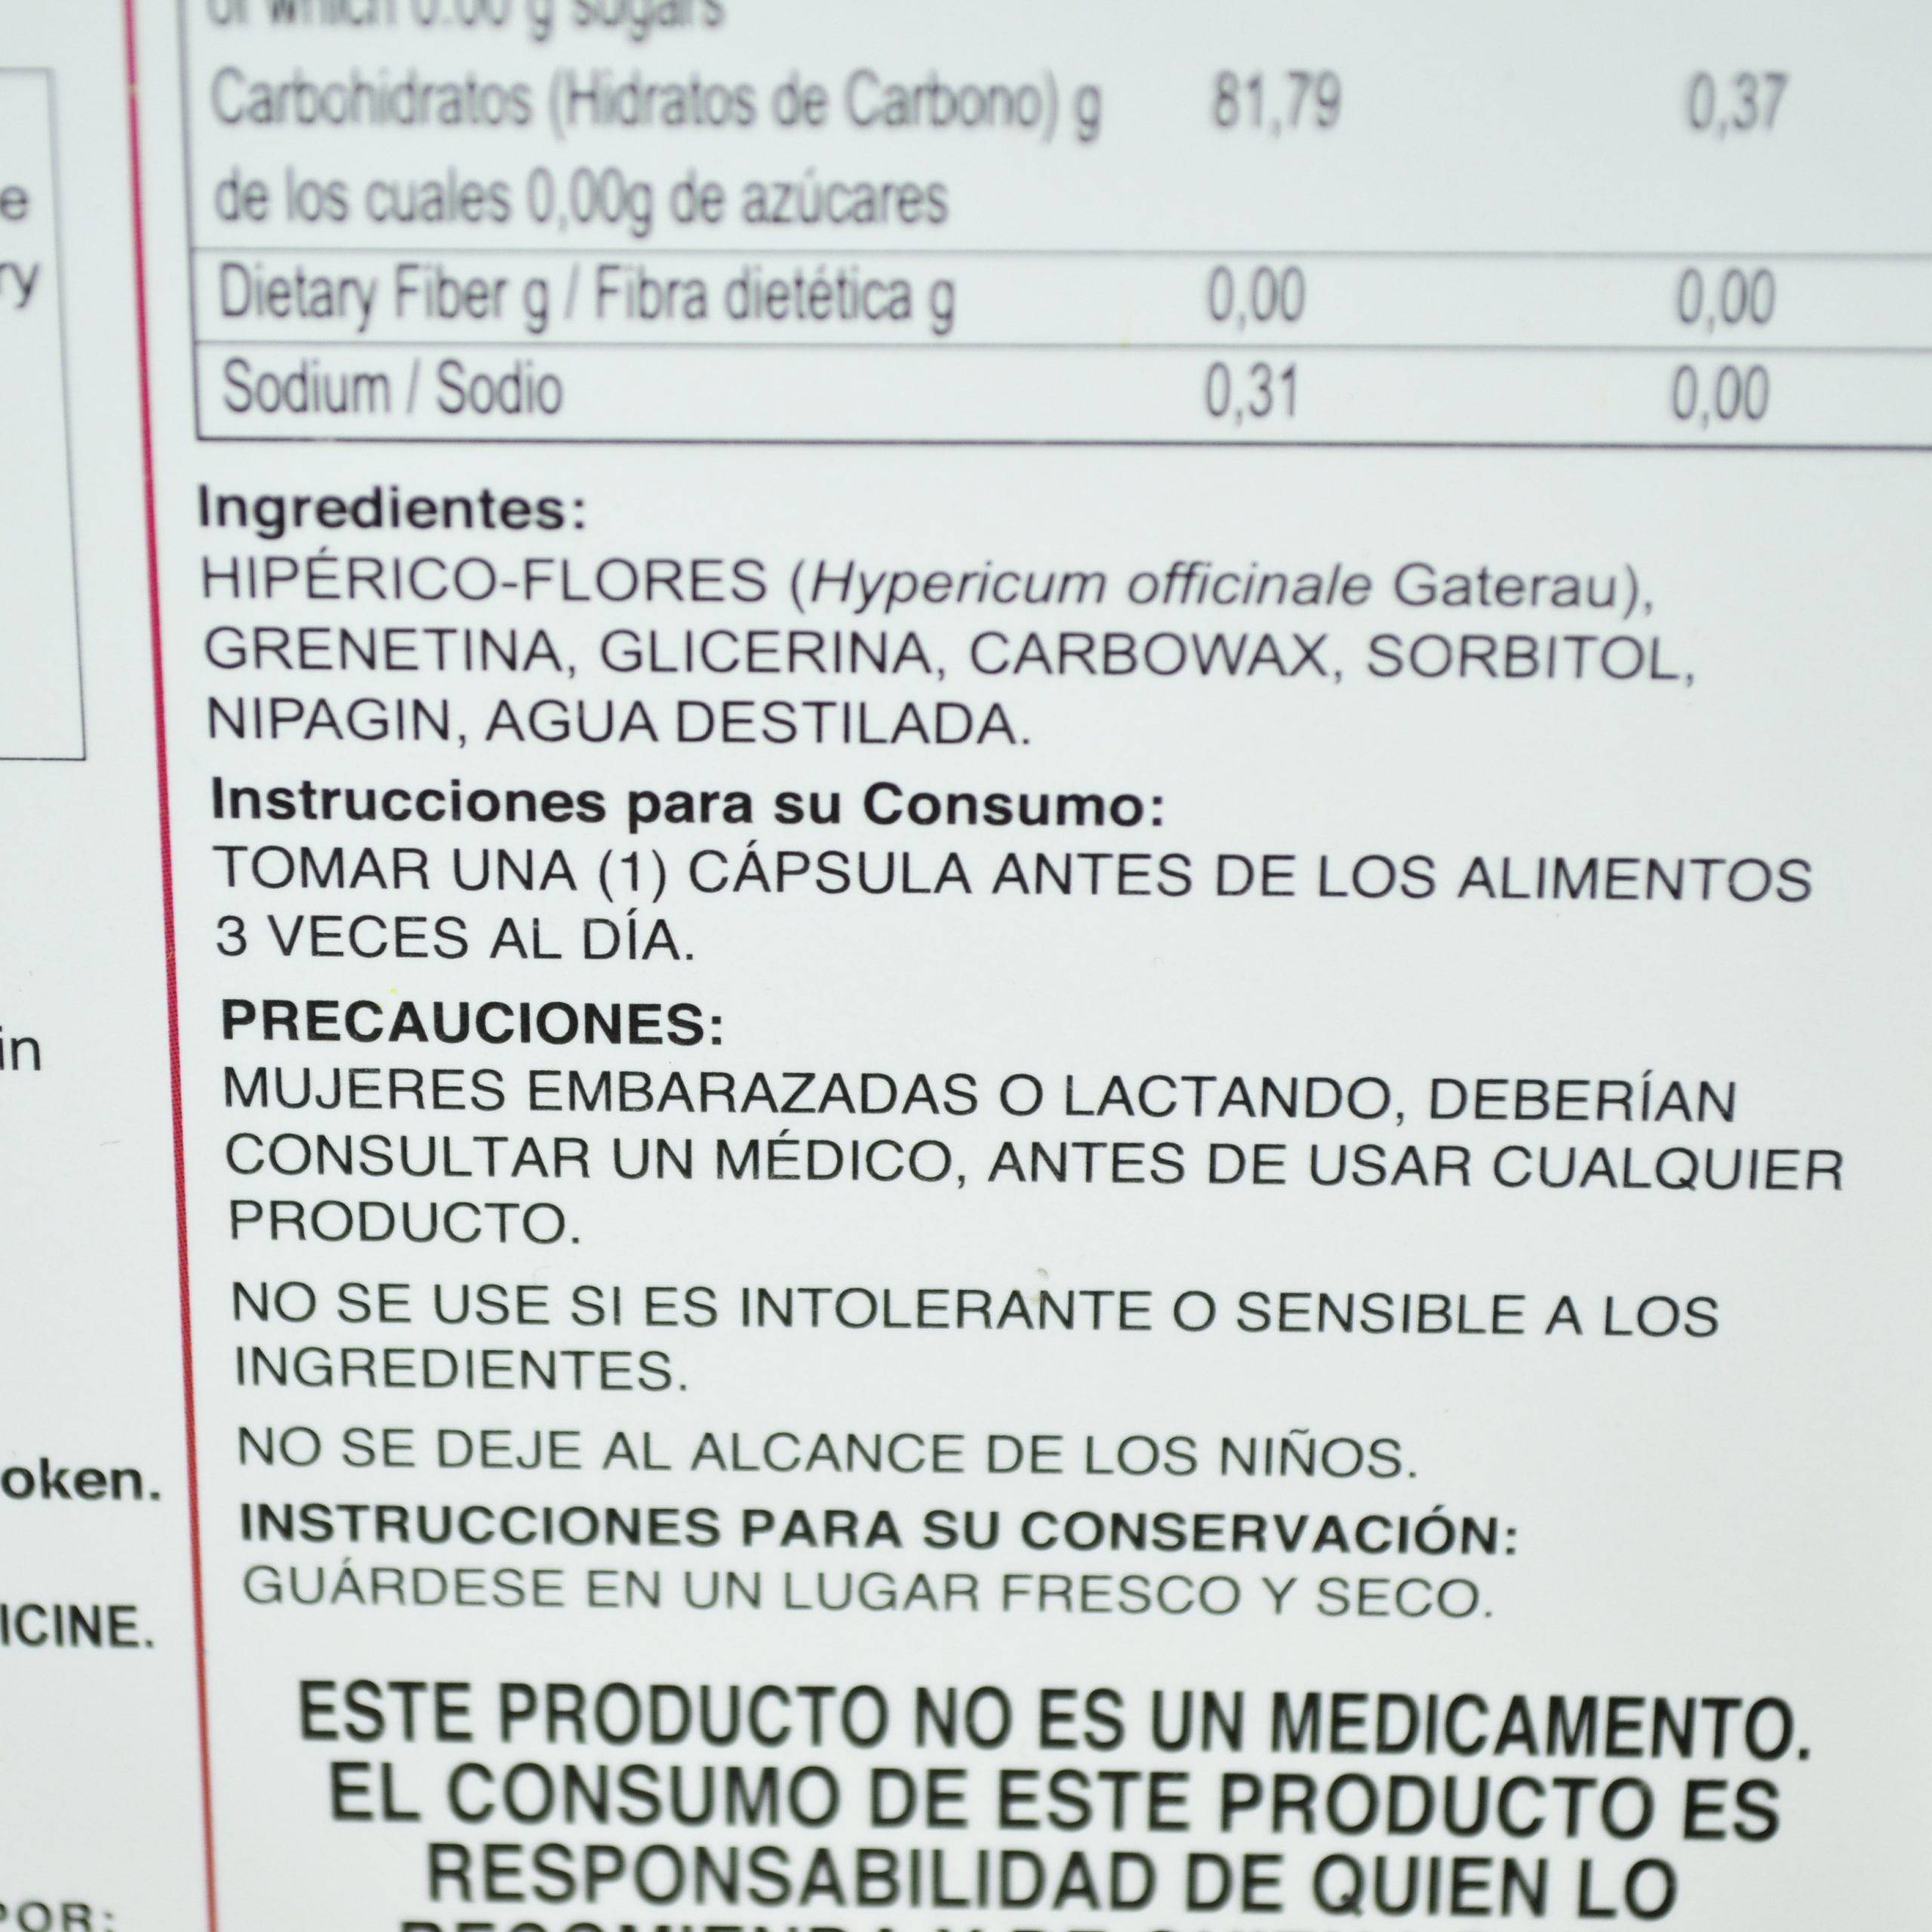 of which 0.00 g sugars
Carbohidratos (Hidratos de Carbono) g 81,79 0,37
de los cuales 0,00g de azúcares
Dietary Fiber g / Fibra dietética g 0,00 0,00
Sodium / Sodio 0,31 0,00
Ingredientes:
HIPÉRICO-FLORES (Hypericum officinale Gaterau),
GRENETINA, GLICERINA, CARBOWAX, SORBITOL,
NIPAGIN, AGUA DESTILADA.
Instrucciones para su Consumo:
TOMAR UNA (1) CÁPSULA ANTES DE LOS ALIMENTOS
3 VECES AL DÍA.
PRECAUCIONES:
MUJERES EMBARAZADAS O LACTANDO, DEBERÍAN
CONSULTAR UN MÉDICO, ANTES DE USAR CUALQUIER
PRODUCTO.
NO SE USE SI ES INTOLERANTE O SENSIBLE A LOS
INGREDIENTES.
NO SE DEJE AL ALCANCE DE LOS NIÑOS.
INSTRUCCIONES PARA SU CONSERVACIÓN:
GUÁRDESE EN UN LUGAR FRESCO Y SECO.
ESTE PRODUCTO NO ES UN MEDICAMENTO.
EL CONSUMO DE ESTE PRODUCTO ES
RESPONSABILIDAD DE QUIEN LO
e
ry
in
oken.
ICINE.
POR: